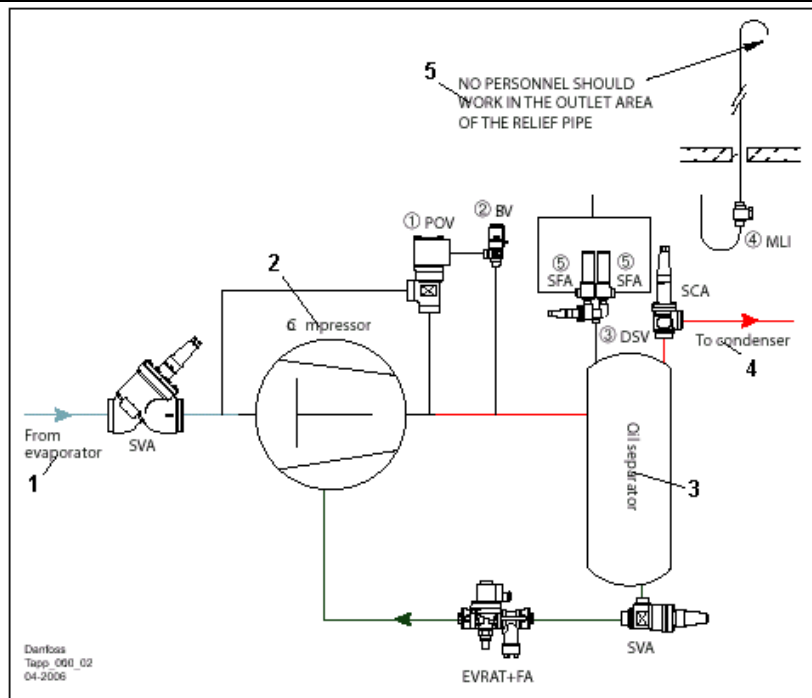 5
NO PERSONNEL SHOULD
WORK IN THE OUTLET AREA
OF THE RELIEF PIPE
① POV
② BV
④ MLI
2
⑤
SFA
⑤
SFA
SCA
mpressor
③ DSV
To condenser
4
From
evaporator
1
SVA
Oil separator
3
EVRAT+FA
SVA
Danfoss
Tapp_060_02
04-2006